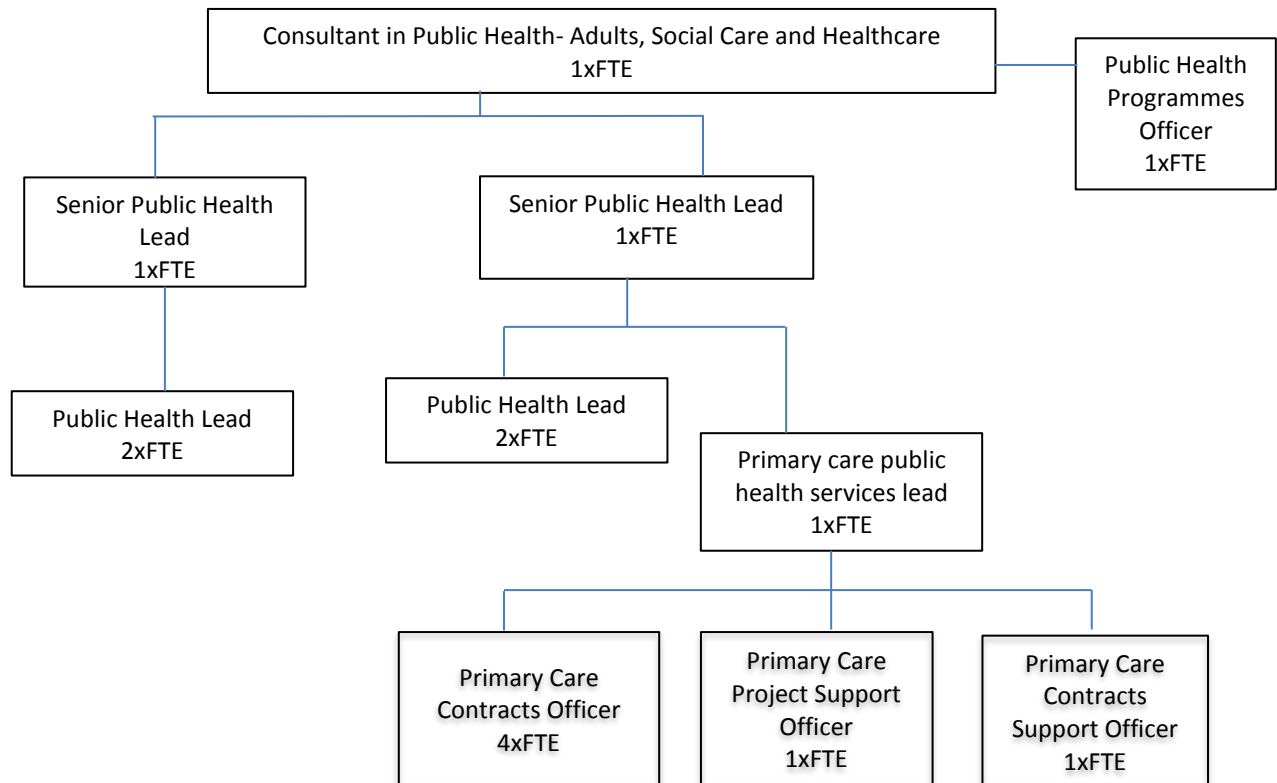 Consultant in Public Health- Adults, Social Care and Healthcare
1xFTE
Public Health
Programmes
Officer
1xFTE
Senior Public Health
Lead
1xFTE
Senior Public Health Lead
1xFTE
Public Health Lead
2xFTE
Public Health Lead
2xFTE
Primary care public
health services lead
1xFTE
Primary Care
Contracts Officer
4xFTE
Primary Care
Project Support
Officer
1xFTE
Primary Care
Contracts
Support Officer
1xFTE